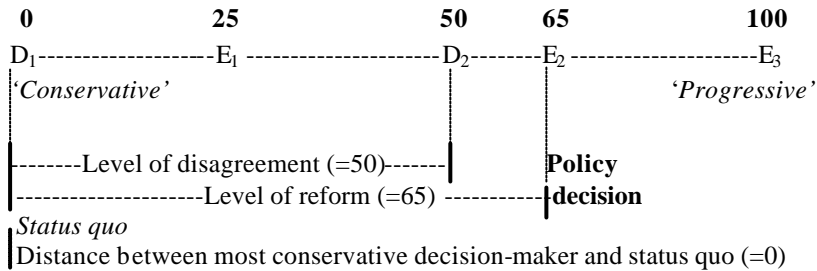 0 25 50 65 100
D1-----------------------E1 -------------------------D2--------E2 ----------------------------E3
‘Conservative’ ‘Progressive’
--------Level of disagreement (=50)------- Policy
---------------------Level of reform (=65) ------------ decision
Status quo
Distance between most conservative decision-maker and status quo (=0)